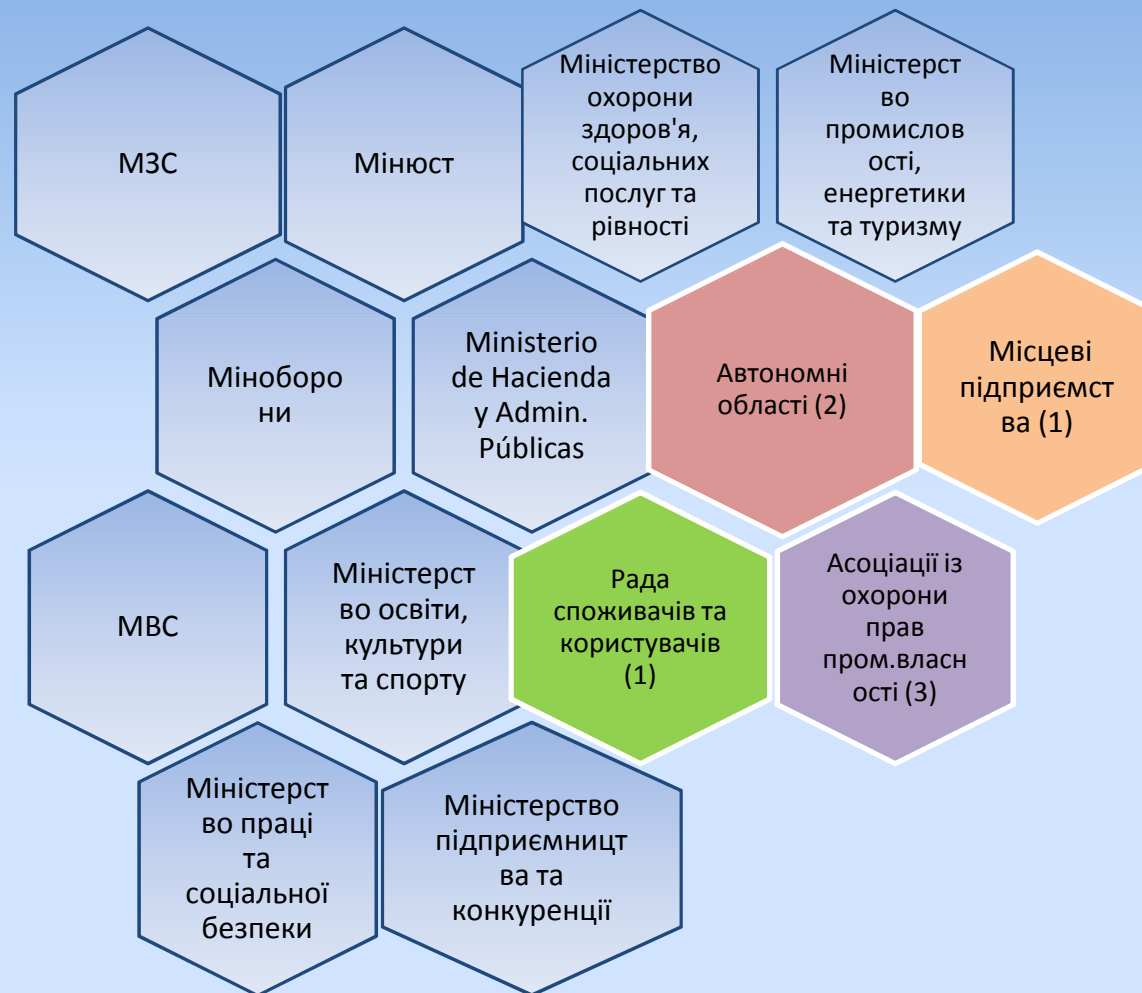 МЗС
Мінюст
Міністерство
охорони
здоров'я,
соціальних
послуг та
рівності
Міністерст
во
промислов
ості,
енергетики
та туризму
Міноборо
ни
Ministerio
de Hacienda
y Admin.
Públicas
Автономні
області (2)
Місцеві
підприємст
ва (1)
МВС
Міністерст
во освіти,
культури
та спорту
Рада
споживачів та
користувачів
(1)
Асоціації із
охорони
прав
пром.власн
ості (3)
Міністерст
во праці
та
соціальної
безпеки
Міністерство
підприємницт
ва та
конкуренції